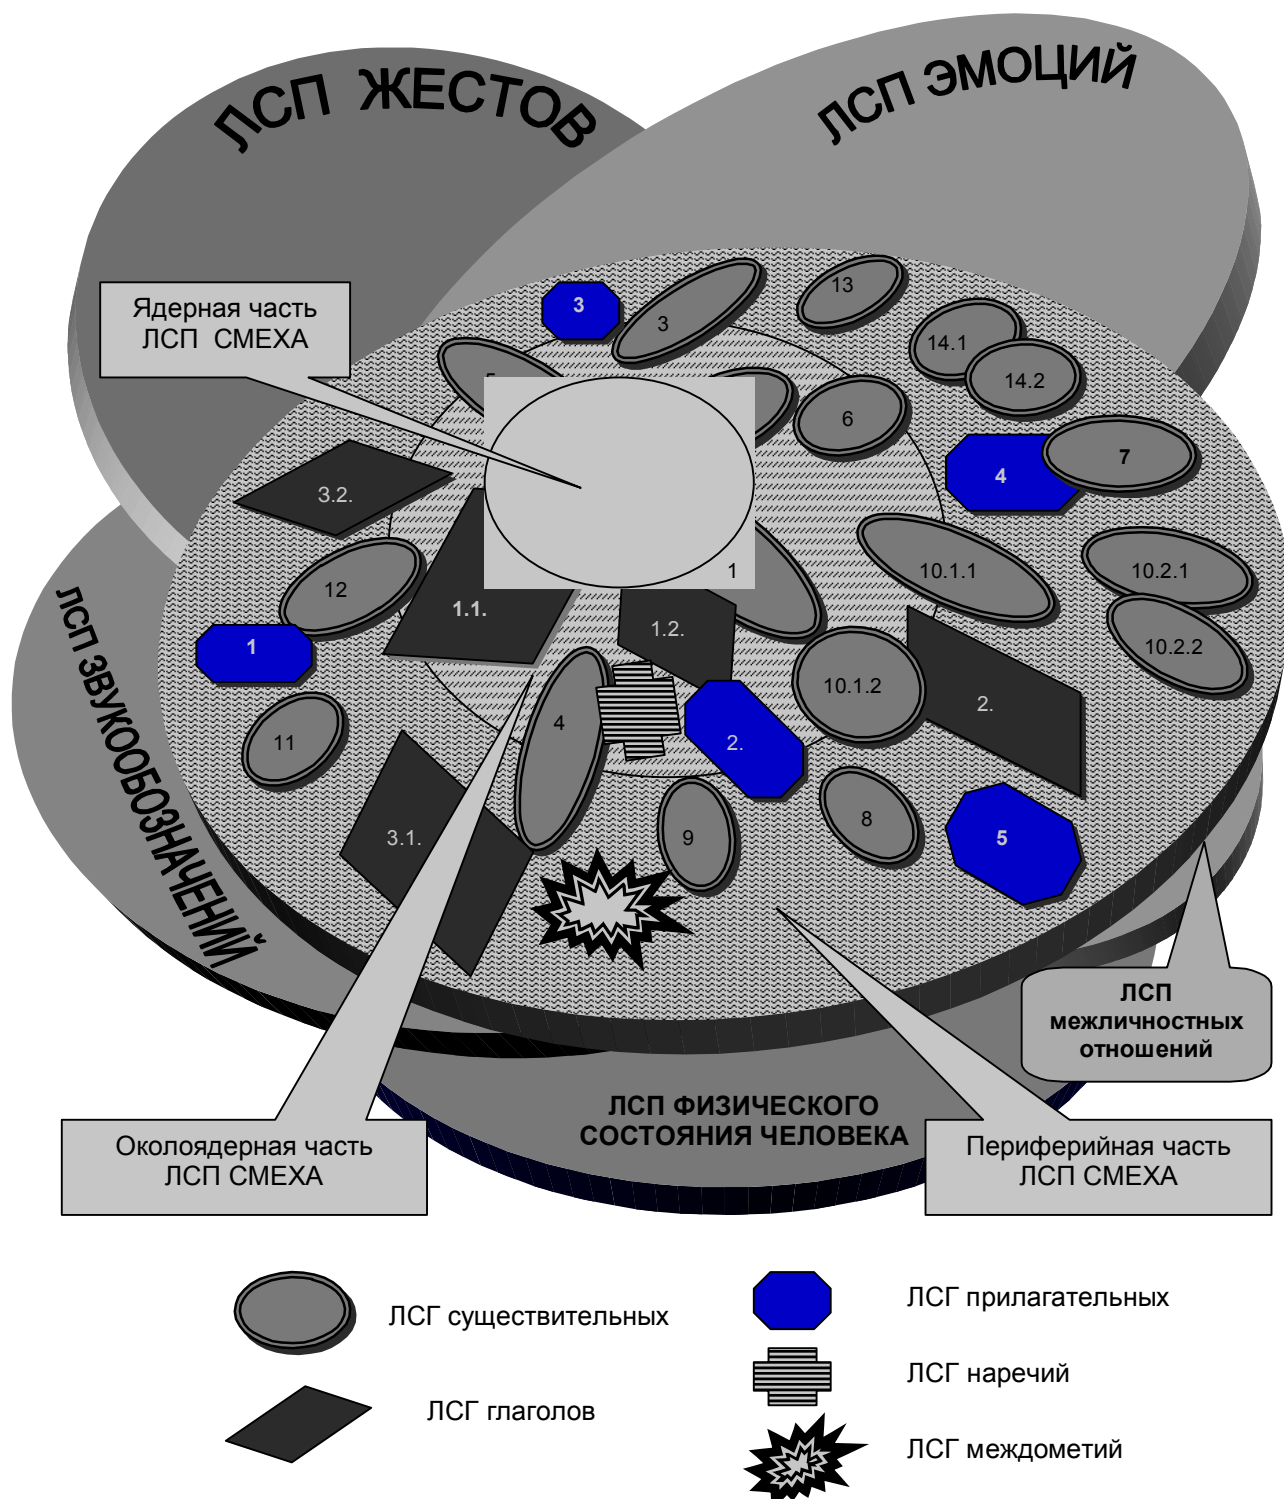 ЛСП ЖЕСТОВ
ЛСП ЭМОЦИЙ
Ядерная часть
ЛСП СМЕХА
3
3
13
14.1
14.2
5
6
4
7
3.2.
12
1.1.
1
1.2.
10.1.1
10.2.1
10.2.2
1
11
4
2.
10.1.2
2.
3.1.
9
8
5
ЛСП ЗВУКООБОЗНАЧЕНИЙ
ЛСП
межличностных
отношений
ЛСП ФИЗИЧЕСКОГО
СОСТОЯНИЯ ЧЕЛОВЕКА
Околоядерная часть
ЛСП СМЕХА
Периферийная часть
ЛСП СМЕХА
ЛСГ существительных
ЛСГ глаголов
ЛСГ прилагательных
ЛСГ наречий
ЛСГ междометий